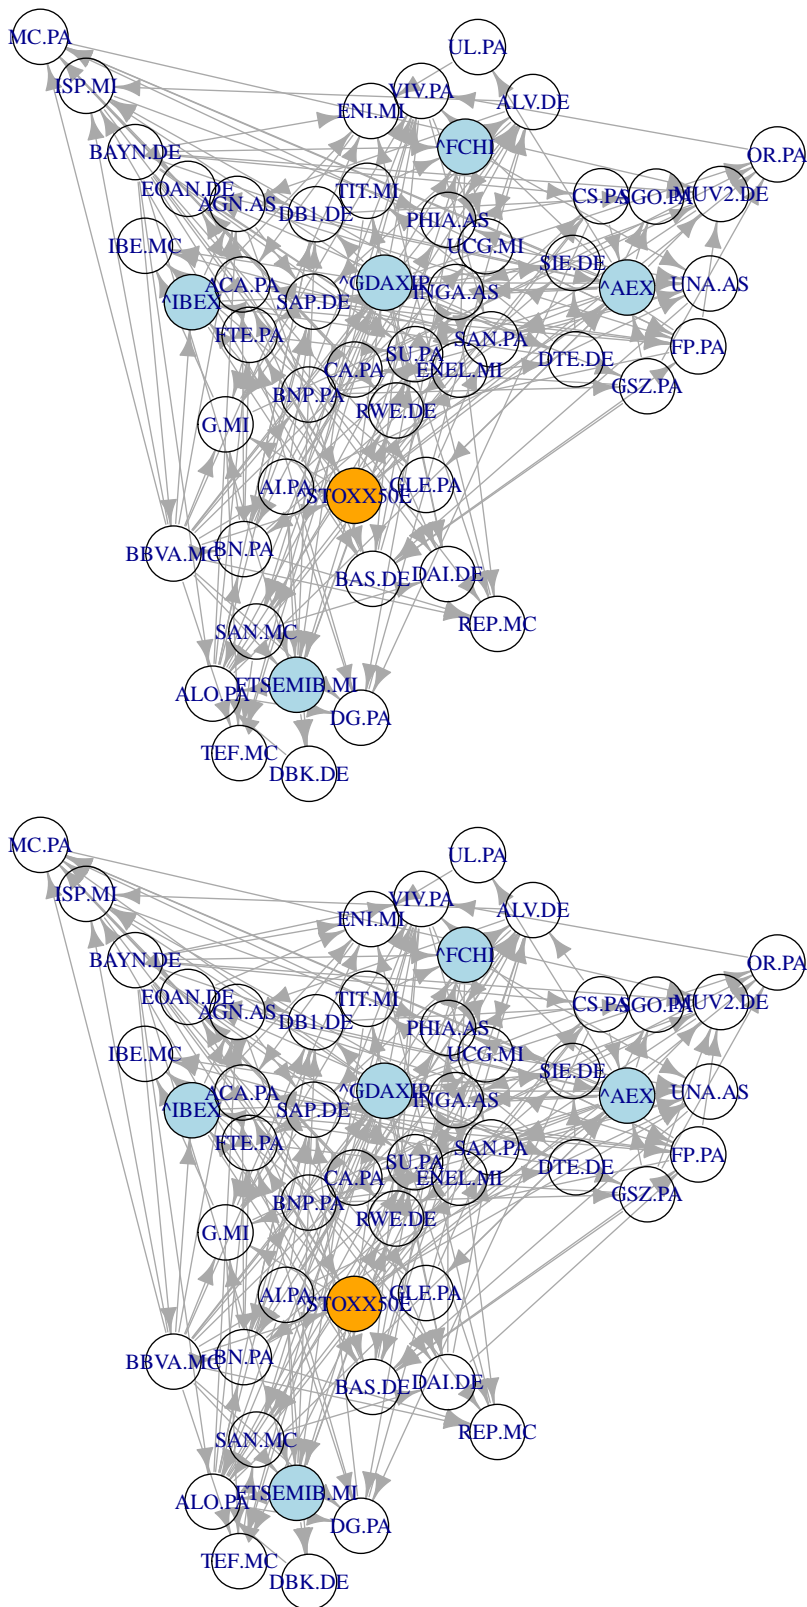 MC.PA
UL.PA
ISP.MI
VIV.PA
ENI.MI
ALV.DE
^FCHI
BAYN.DE
OR.PA
EOAN.DE
AGN.AS
TIT.MI
DB1.DE
PHIA.AS
CS.PA
SGO.PA
MUV2.DE
IBE.MC
UCG.MI
SIE.DE
ACA.PA
^IBEX
SAP.DE
^GDAXIP
INGA.AS
^AEX
UNA.AS
FTE.PA
SU.PA
SAN.PA
CA.PA
ENEL.MI
DTE.DE
FP.PA
BNP.PA
RWE.DE
GSZ.PA
G.MI
AI.PA
^STOXX50E
GLE.PA
BBVA.MC
BN.PA
BAS.DE
DAI.DE
SAN.MC
REP.MC
ALO.PA
FTSEMIB.MI
DG.PA
TEF.MC
DBK.DE
MC.PA
UL.PA
ISP.MI
VIV.PA
ENI.MI
ALV.DE
^FCHI
BAYN.DE
OR.PA
EOAN.DE
AGN.AS
TIT.MI
DB1.DE
PHIA.AS
CS.PA
SGO.PA
MUV2.DE
IBE.MC
UCG.MI
SIE.DE
ACA.PA
^IBEX
SAP.DE
^GDAXIP
INGA.AS
^AEX
UNA.AS
FTE.PA
SU.PA
SAN.PA
CA.PA
ENEL.MI
DTE.DE
FP.PA
BNP.PA
RWE.DE
GSZ.PA
G.MI
AI.PA
^STOXX50E
GLE.PA
BBVA.MC
BN.PA
BAS.DE
DAI.DE
SAN.MC
REP.MC
ALO.PA
FTSEMIB.MI
DG.PA
TEF.MC
DBK.DE